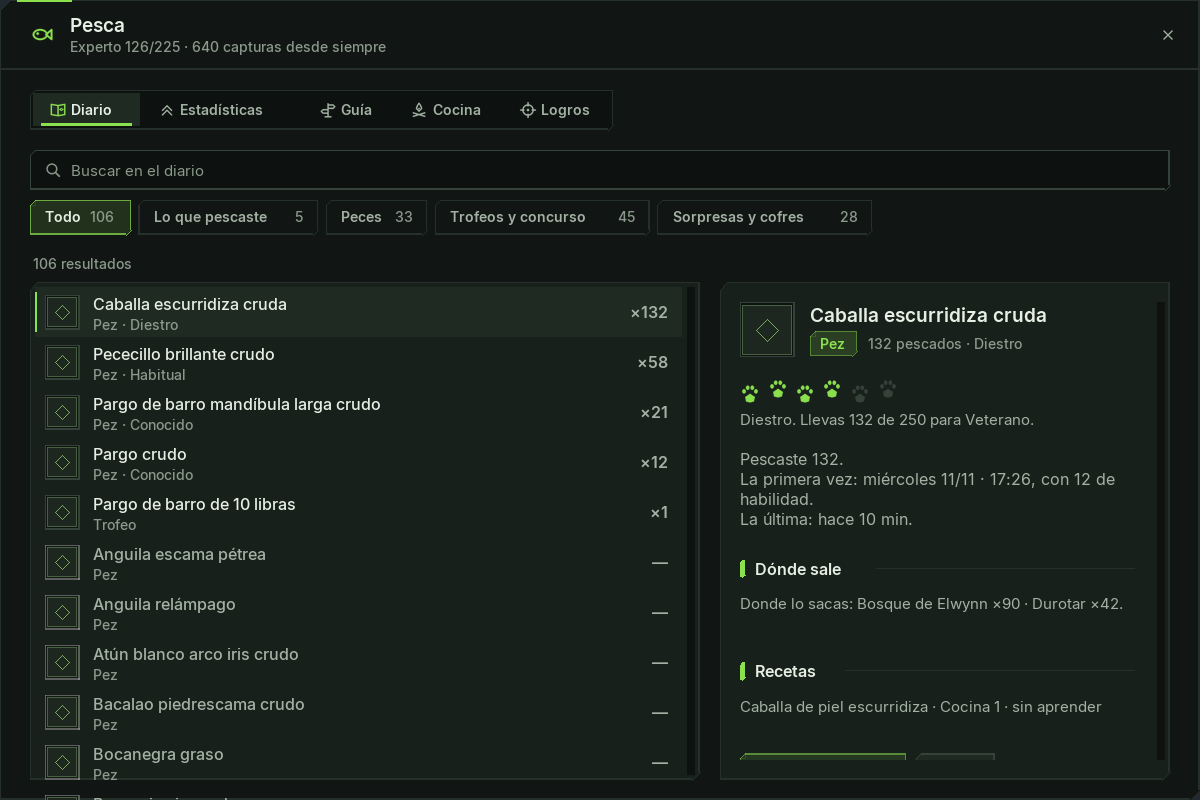 Pesca
Experto 126/225 · 640 capturas desde siempre
Diario
Estadísticas
Guía
Cocina
Logros
Buscar en el diario
Todo 106
Lo que pescaste 5
Peces 33
Trofeos y concurso 45
Sorpresas y cofres 28
106 resultados
Caballa escurridiza cruda
Pez · Diestro
×132
Pececillo brillante crudo
Pez · Habitual
×58
Pargo de barro mandíbula larga crudo
Pez · Conocido
×21
Pargo crudo
Pez · Conocido
×12
Pargo de barro de 10 libras
Trofeo
×1
Anguila escama pétrea
Pez
—
Anguila relámpago
Pez
—
Atún blanco arco iris crudo
Pez
—
Bacalao piedrescama crudo
Pez
—
Bocanegra graso
Pez
—
Caballa escurridiza cruda
Pez 132 pescados · Diestro
Diestro. Llevas 132 de 250 para Veterano.
Pescaste 132.
La primera vez: miércoles 11/11 · 17:26, con 12 de
habilidad.
La última: hace 10 min.
Dónde sale
Donde lo sacas: Bosque de Elwynn ×90 · Durotar ×42.
Recetas
Caballa de piel escurridiza · Cocina 1 · sin aprender